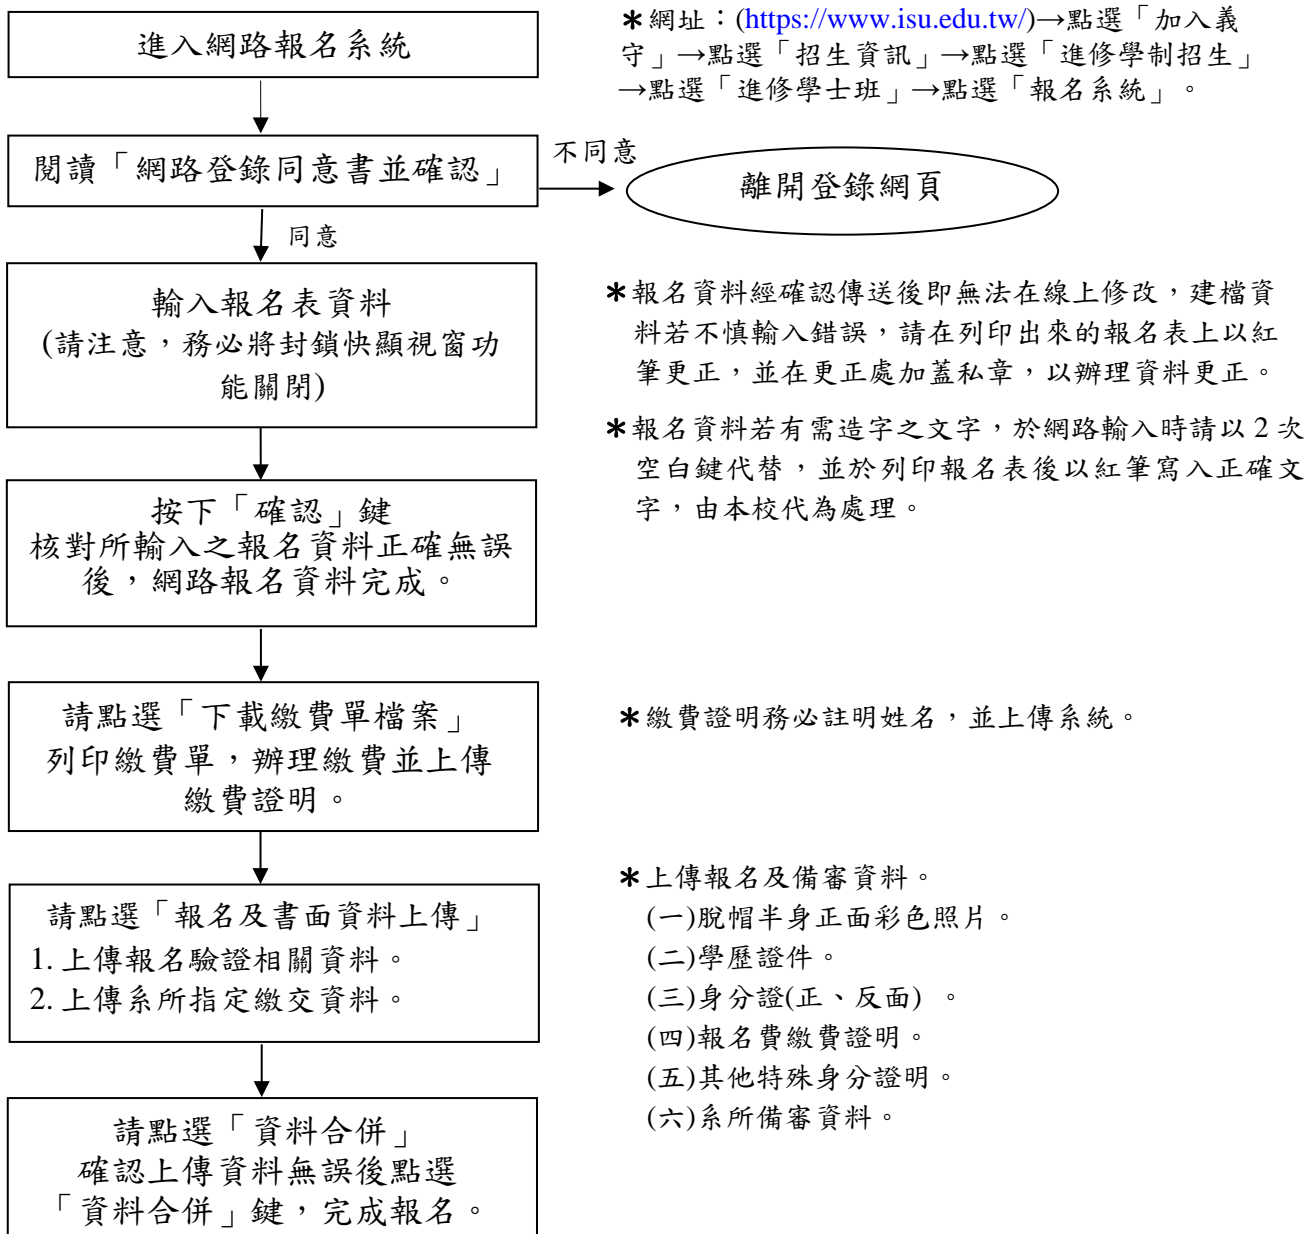 進入網路報名系統
＊網址：(https://www.isu.edu.tw/)→點選「加入義
守」→點選「招生資訊」→點選「進修學制招生」
→點選「進修學士班」→點選「報名系統」。
閱讀「網路登錄同意書並確認」
不同意
離開登錄網頁
同意
輸入報名表資料
(請注意，務必將封鎖快顯視窗功
能關閉)
＊報名資料經確認傳送後即無法在線上修改，建檔資
料若不慎輸入錯誤，請在列印出來的報名表上以紅
筆更正，並在更正處加蓋私章，以辦理資料更正。
＊報名資料若有需造字之文字，於網路輸入時請以 2 次
空白鍵代替，並於列印報名表後以紅筆寫入正確文
字，由本校代為處理。
按下「確認」鍵
核對所輸入之報名資料正確無誤
後，網路報名資料完成。
請點選「下載繳費單檔案」
列印繳費單，辦理繳費並上傳
繳費證明。
＊繳費證明務必註明姓名，並上傳系統。
請點選「報名及書面資料上傳」
1. 上傳報名驗證相關資料。
2. 上傳系所指定繳交資料。
＊上傳報名及備審資料。
(一)脫帽半身正面彩色照片。
(二)學歷證件。
(三)身分證(正、反面) 。
(四)報名費繳費證明。
(五)其他特殊身分證明。
(六)系所備審資料。
請點選「資料合併」
確認上傳資料無誤後點選
「資料合併」鍵，完成報名。